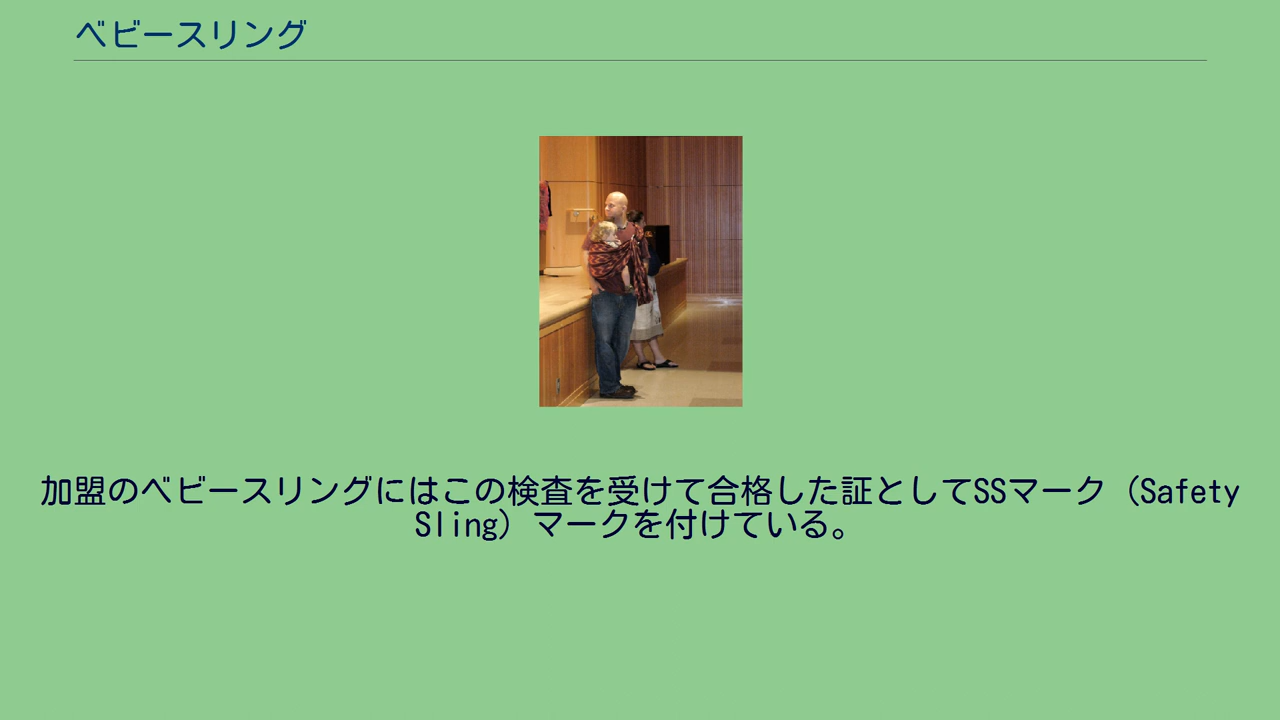 ベビースリング
加盟のベビースリングにはこの検査を受けて合格した証としてSSマーク（Safety
Sling）マークを付けている。